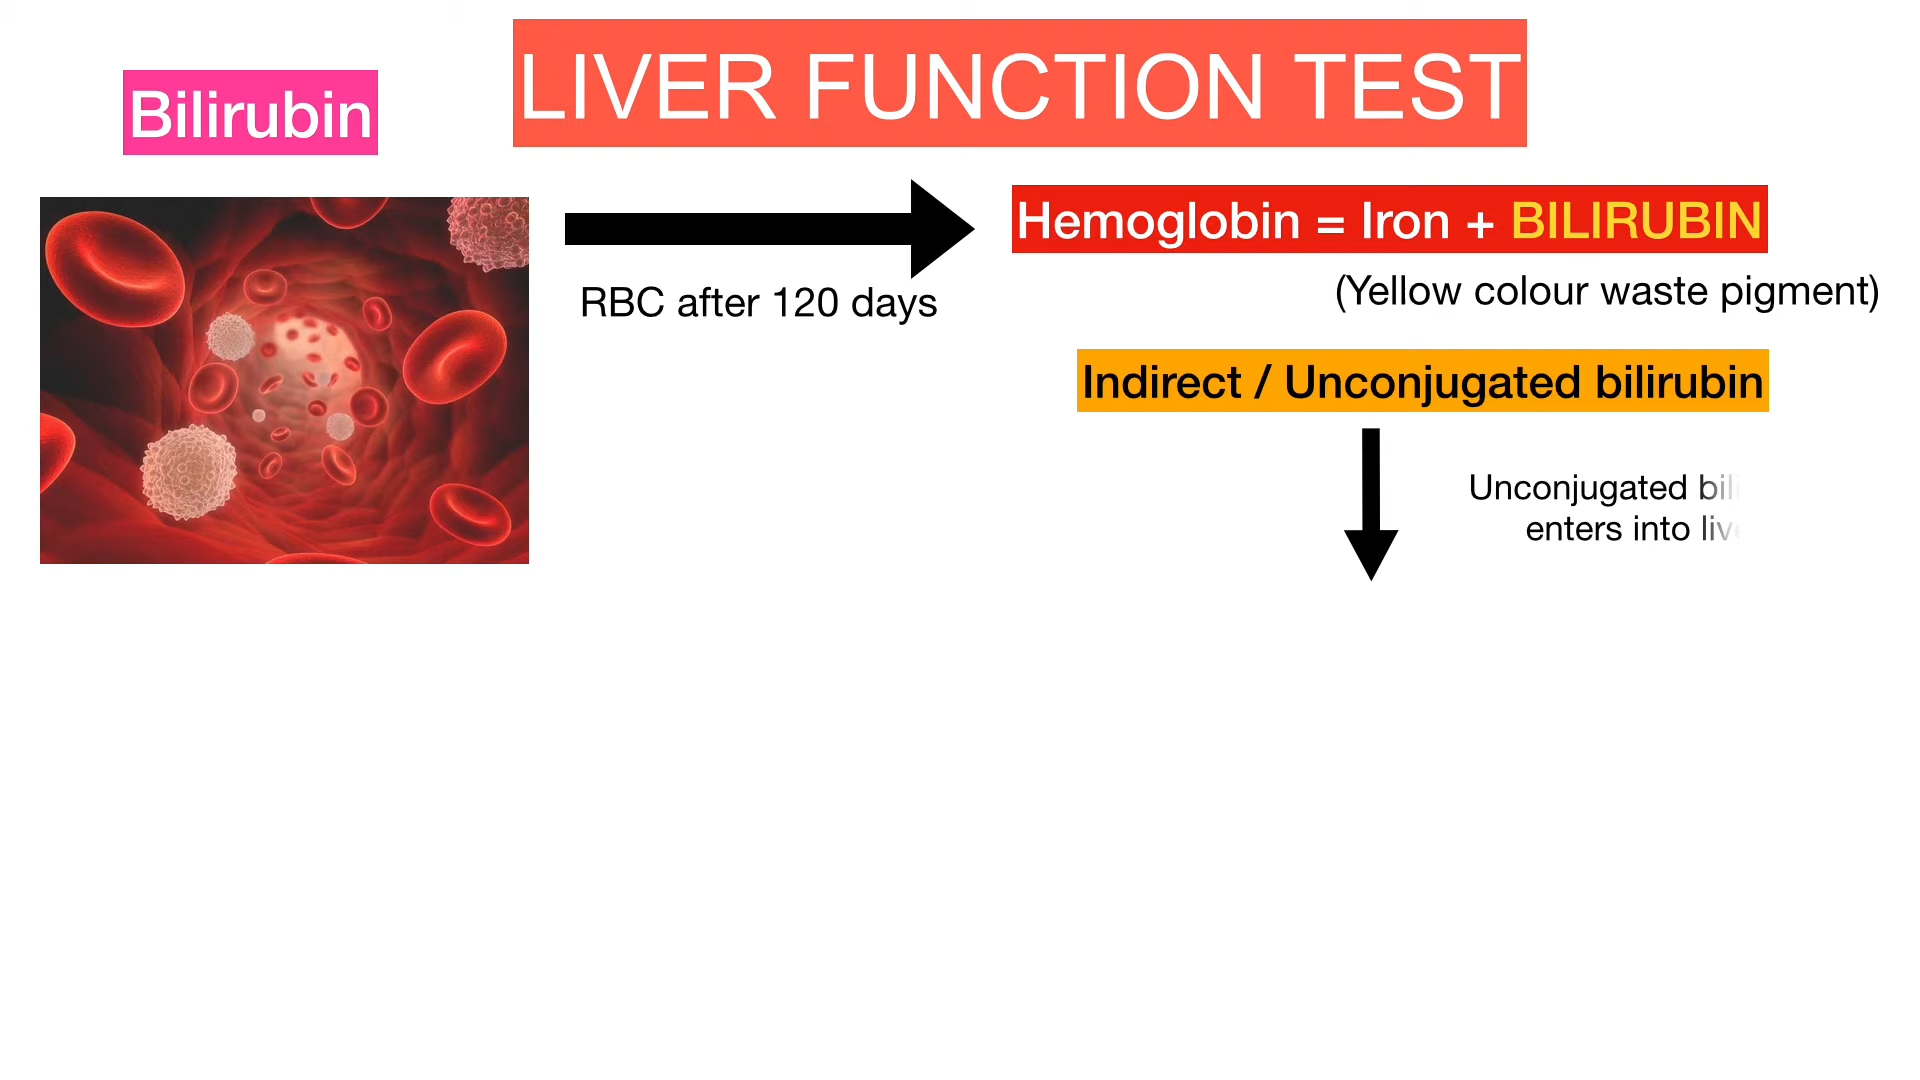 LIVER FUNCTION TEST
Bilirubin
Hemoglobin = Iron + BILIRUBIN
RBC after 120 days
(Yellow colour waste pigment)
Indirect / Unconjugated bilirubin
Unconjugated
enters into